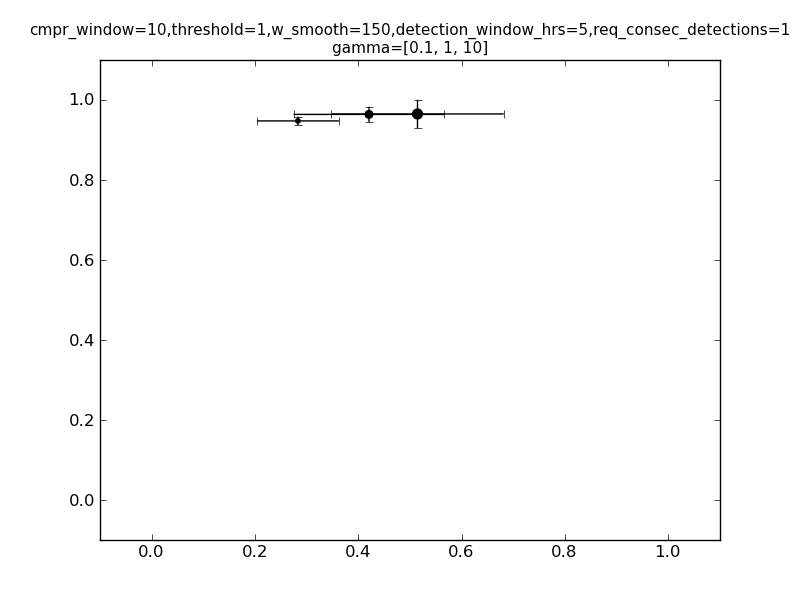 cmpr_window=10,threshold=1,w_smooth=150,detection_window_hrs=5,req_consec_detections=1
gamma=[0.1, 1, 10]
1.0
0.8
0.6
0.4
0.2
0.0
0.0 0.2 0.4 0.6 0.8 1.0